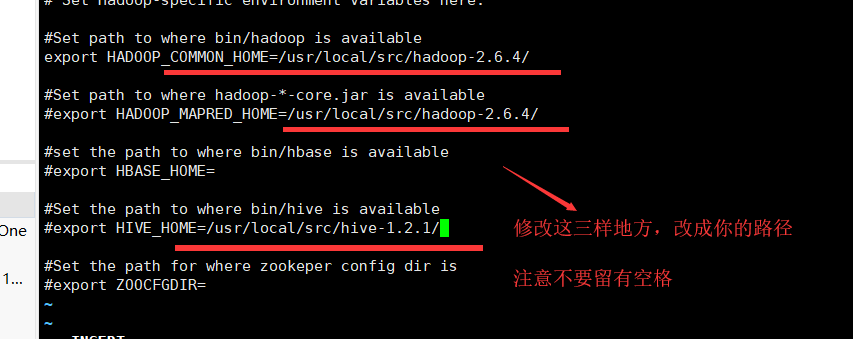 # Set Hadoop-specific environment variables here.
#Set path to where bin/hadoop is available
export HADOOP_COMMON_HOME=/usr/local/src/hadoop-2.6.4/
#Set path to where hadoop-*-core.jar is available
#export HADOOP_MAPRED_HOME=/usr/local/src/hadoop-2.6.4/
#set the path to where bin/hbase is available
#export HBASE_HOME=
#Set the path to where bin/hive is available
#export HIVE_HOME=/usr/local/src/hive-1.2.1/
修改这三样地方，改成你的路径
注意不要留有空格
#Set the path for where zookeper config dir is
#export ZOOCFGDIR=
~
~
INSERT
One
1...